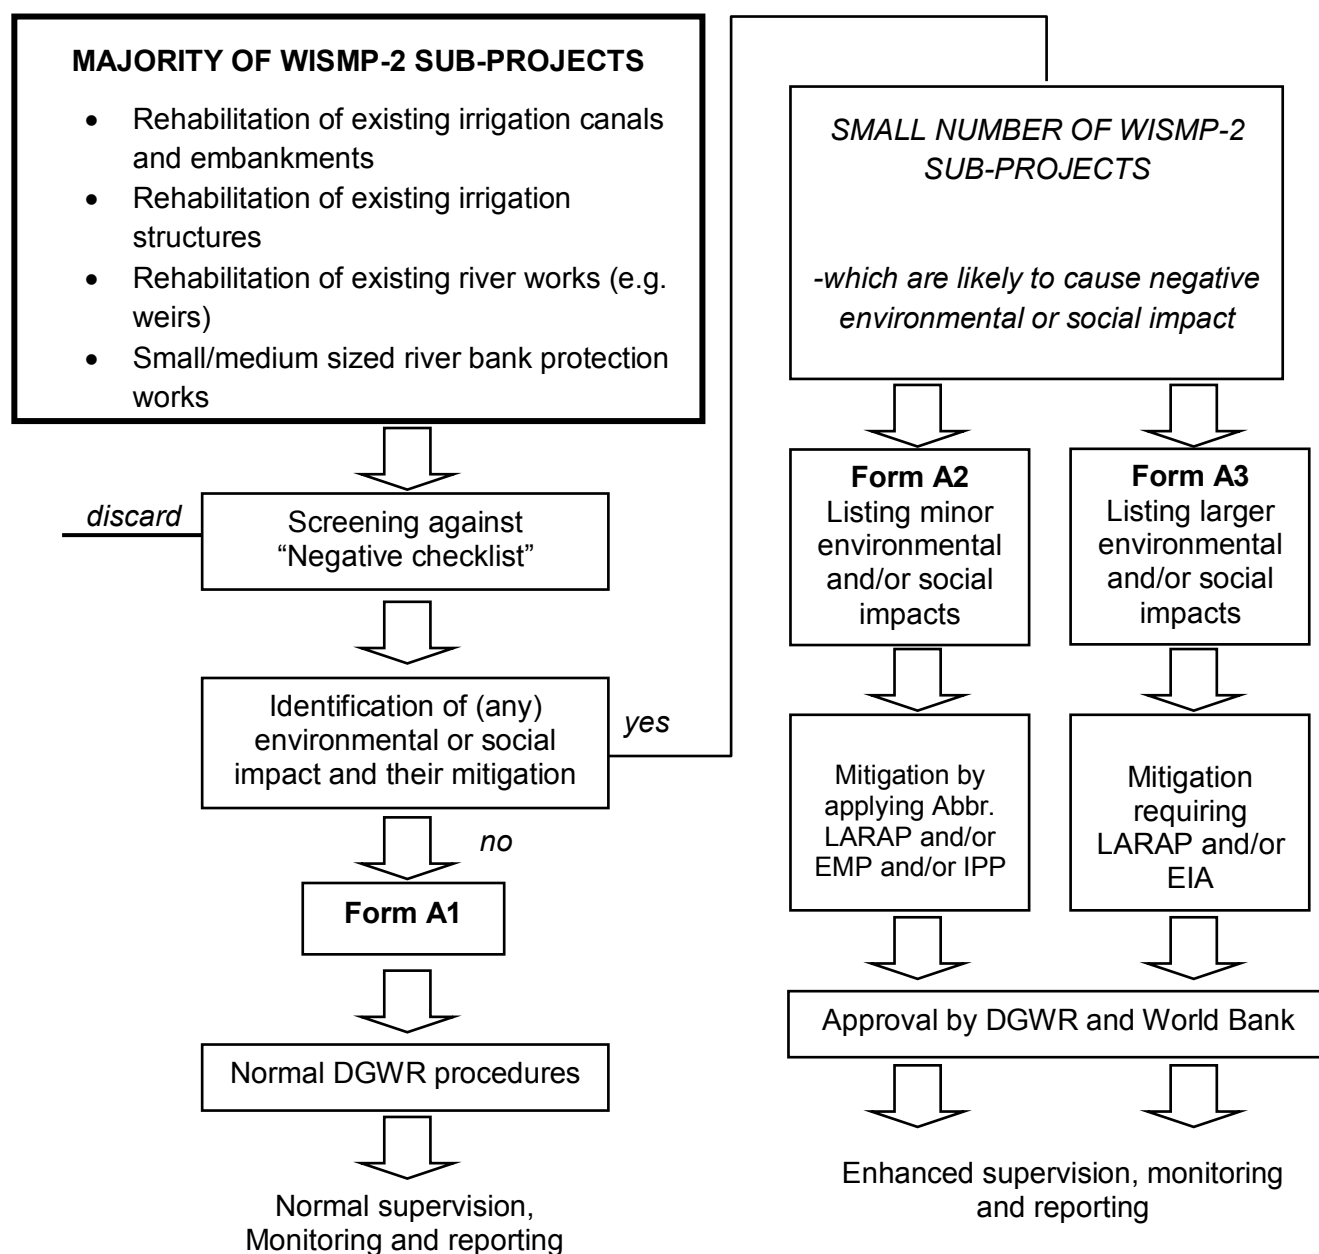 MAJORITY OF WISMP-2 SUB-PROJECTS
• Rehabilitation of existing irrigation canals
and embankments
• Rehabilitation of existing irrigation
structures
• Rehabilitation of existing river works (e.g.
weirs)
• Small/medium sized river bank protection
works
discard
Screening against
“Negative checklist”
Identification of (any)
environmental or social
impact and their mitigation
yes
no
Form A1
Normal DGWR procedures
Normal supervision,
Monitoring and reporting
SMALL NUMBER OF WISMP-2
SUB-PROJECTS
-which are likely to cause negative
environmental or social impact
Form A2
Listing minor
environmental
and/or social
impacts
Form A3
Listing larger
environmental
and/or social
impacts
Mitigation by
applying Abbr.
LARAP and/or
EMP and/or IPP
Mitigation
requiring
LARAP and/or
EIA
Approval by DGWR and World Bank
Enhanced supervision, monitoring
and reporting